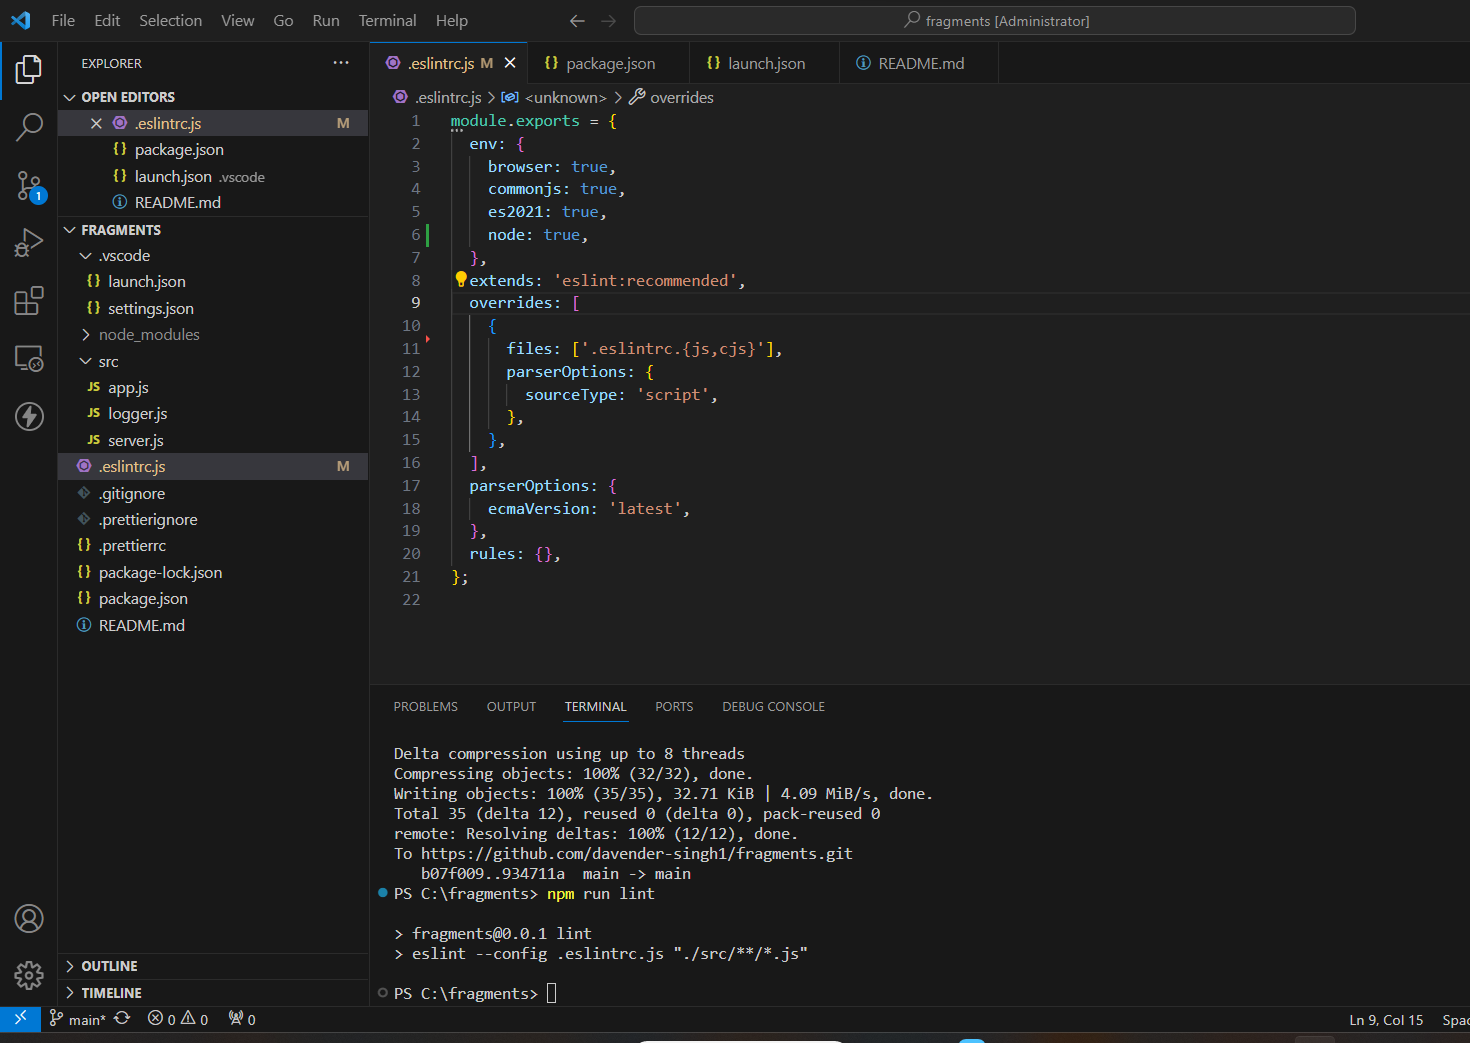 File Edit Selection View Go Run Terminal Help
fragments [Administrator]
EXPLORER
OPEN EDITORS
.eslintrc.js M
package.json
launch.json .vscode
README.md
FRAGMENTS
.vscode
launch.json
settings.json
node_modules
src
JS app.js
JS logger.js
JS server.js
.eslintrc.js M
.gitignore
.prettierignore
.prettierrc
package-lock.json
package.json
README.md
OUTLINE
TIMELINE
1
.eslintrc.js M package.json launch.json README.md
.eslintrc.js > <unknown> > overrides
1 module.exports = {
2 env: {
3 browser: true,
4 commonjs: true,
5 es2021: true,
6 node: true,
7 },
8 extends: 'eslint:recommended',
9 overrides: [
10 {
11 files: ['.eslintrc.{js,cjs}'],
12 parserOptions: {
13 sourceType: 'script',
14 },
15 },
16 ],
17 parserOptions: {
18 ecmaVersion: 'latest',
19 },
20 rules: {},
21 };
22
PROBLEMS OUTPUT TERMINAL PORTS DEBUG CONSOLE
Delta compression using up to 8 threads
Compressing objects: 100% (32/32), done.
Writing objects: 100% (35/35), 32.71 KiB | 4.09 MiB/s, done.
Total 35 (delta 12), reused 0 (delta 0), pack-reused 0
remote: Resolving deltas: 100% (12/12), done.
To https://github.com/davender-singh1/fragments.git
b07f009..934711a main -> main
PS C:\fragments> npm run lint
> fragments@0.0.1 lint
> eslint --config .eslintrc.js "./src/**/*.js"
PS C:\fragments>
main* 0 0 0 Ln 9, Col 15